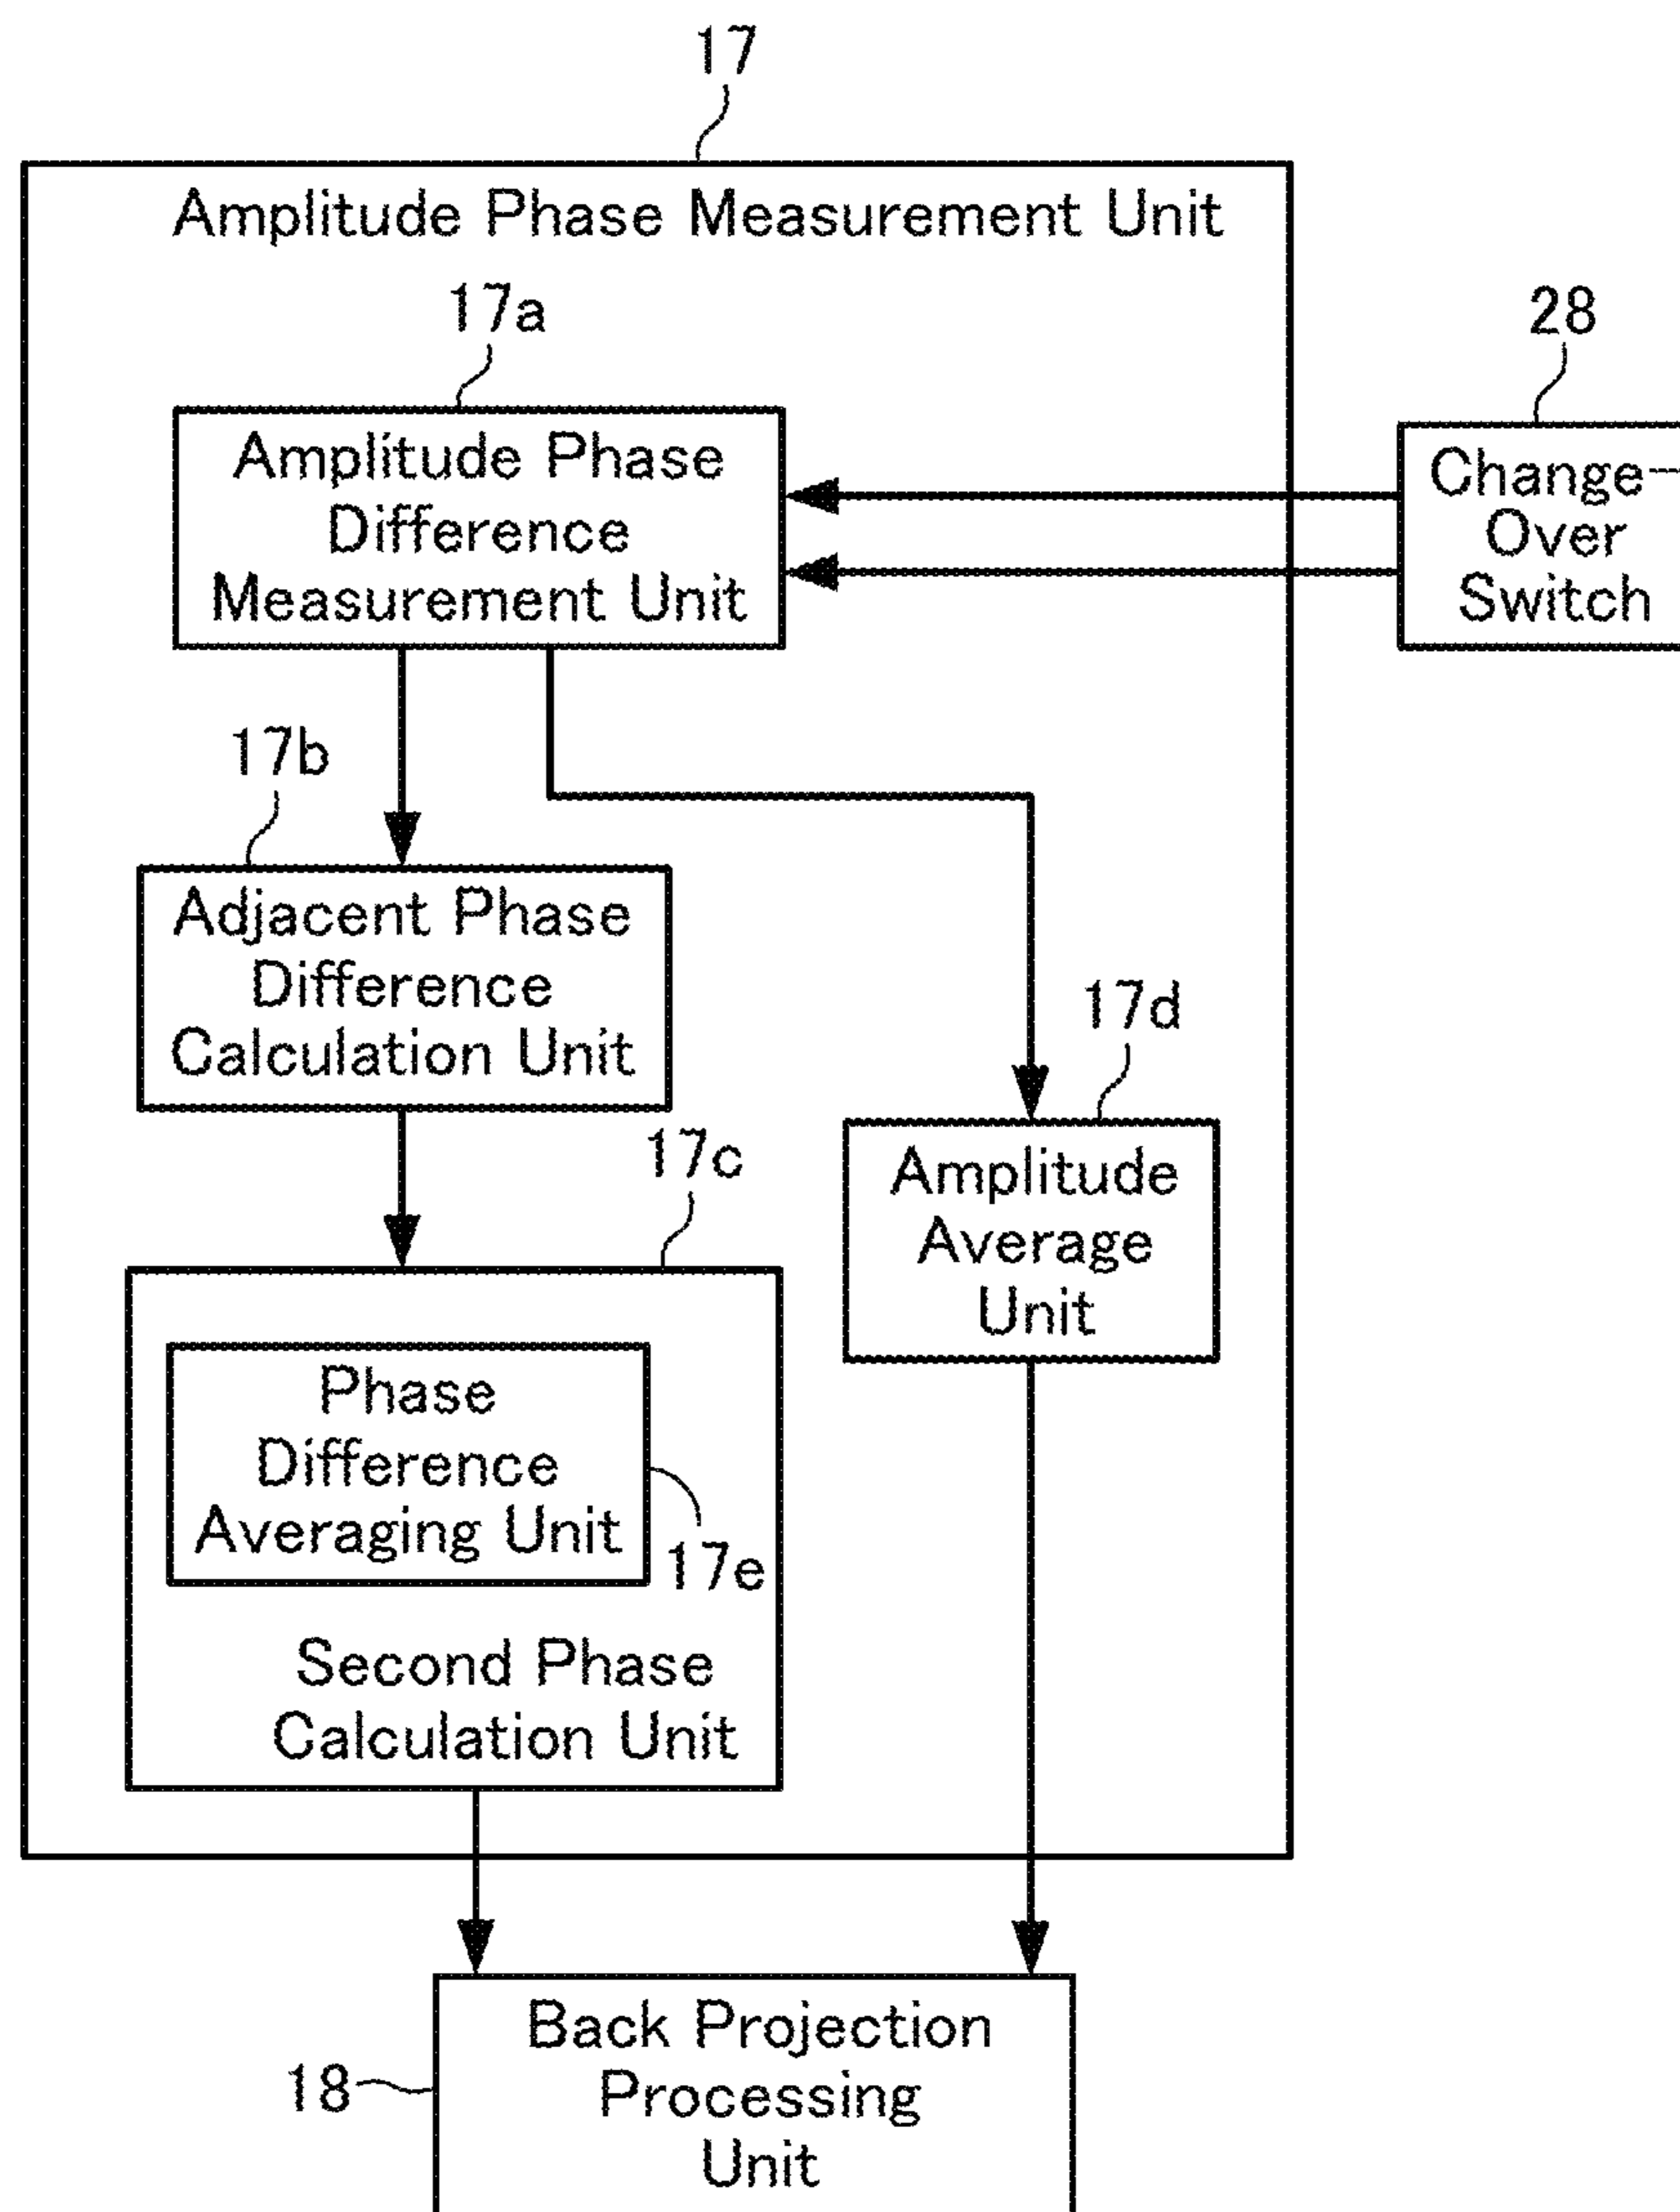 17
Amplitude Phase Measurement Unit
17a
Amplitude Phase
Difference
Measurement Unit
28
Change-
Over
Switch
17b
Adjacent Phase
Difference
Calculation Unit
17d
Amplitude
Average
Unit
17c
Phase
Difference
Averaging Unit
17e
Second Phase
Calculation Unit
18
Back Projection
Processing
Unit